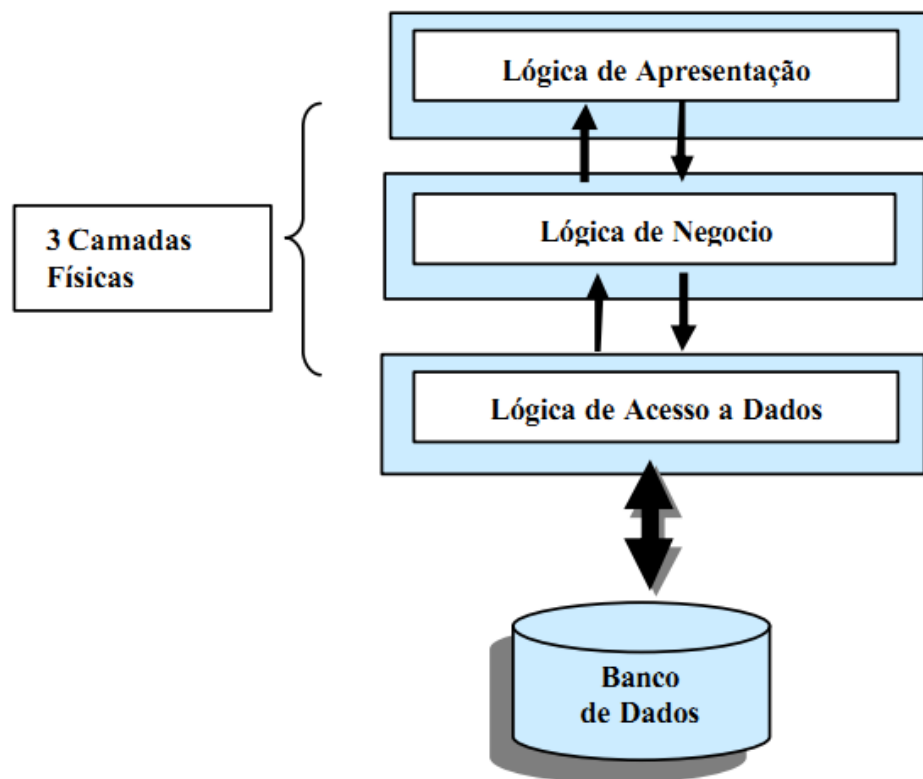 Lógica de Apresentação
Lógica de Negocio
3 Camadas
Físicas
Lógica de Acesso a Dados
Banco
de Dados